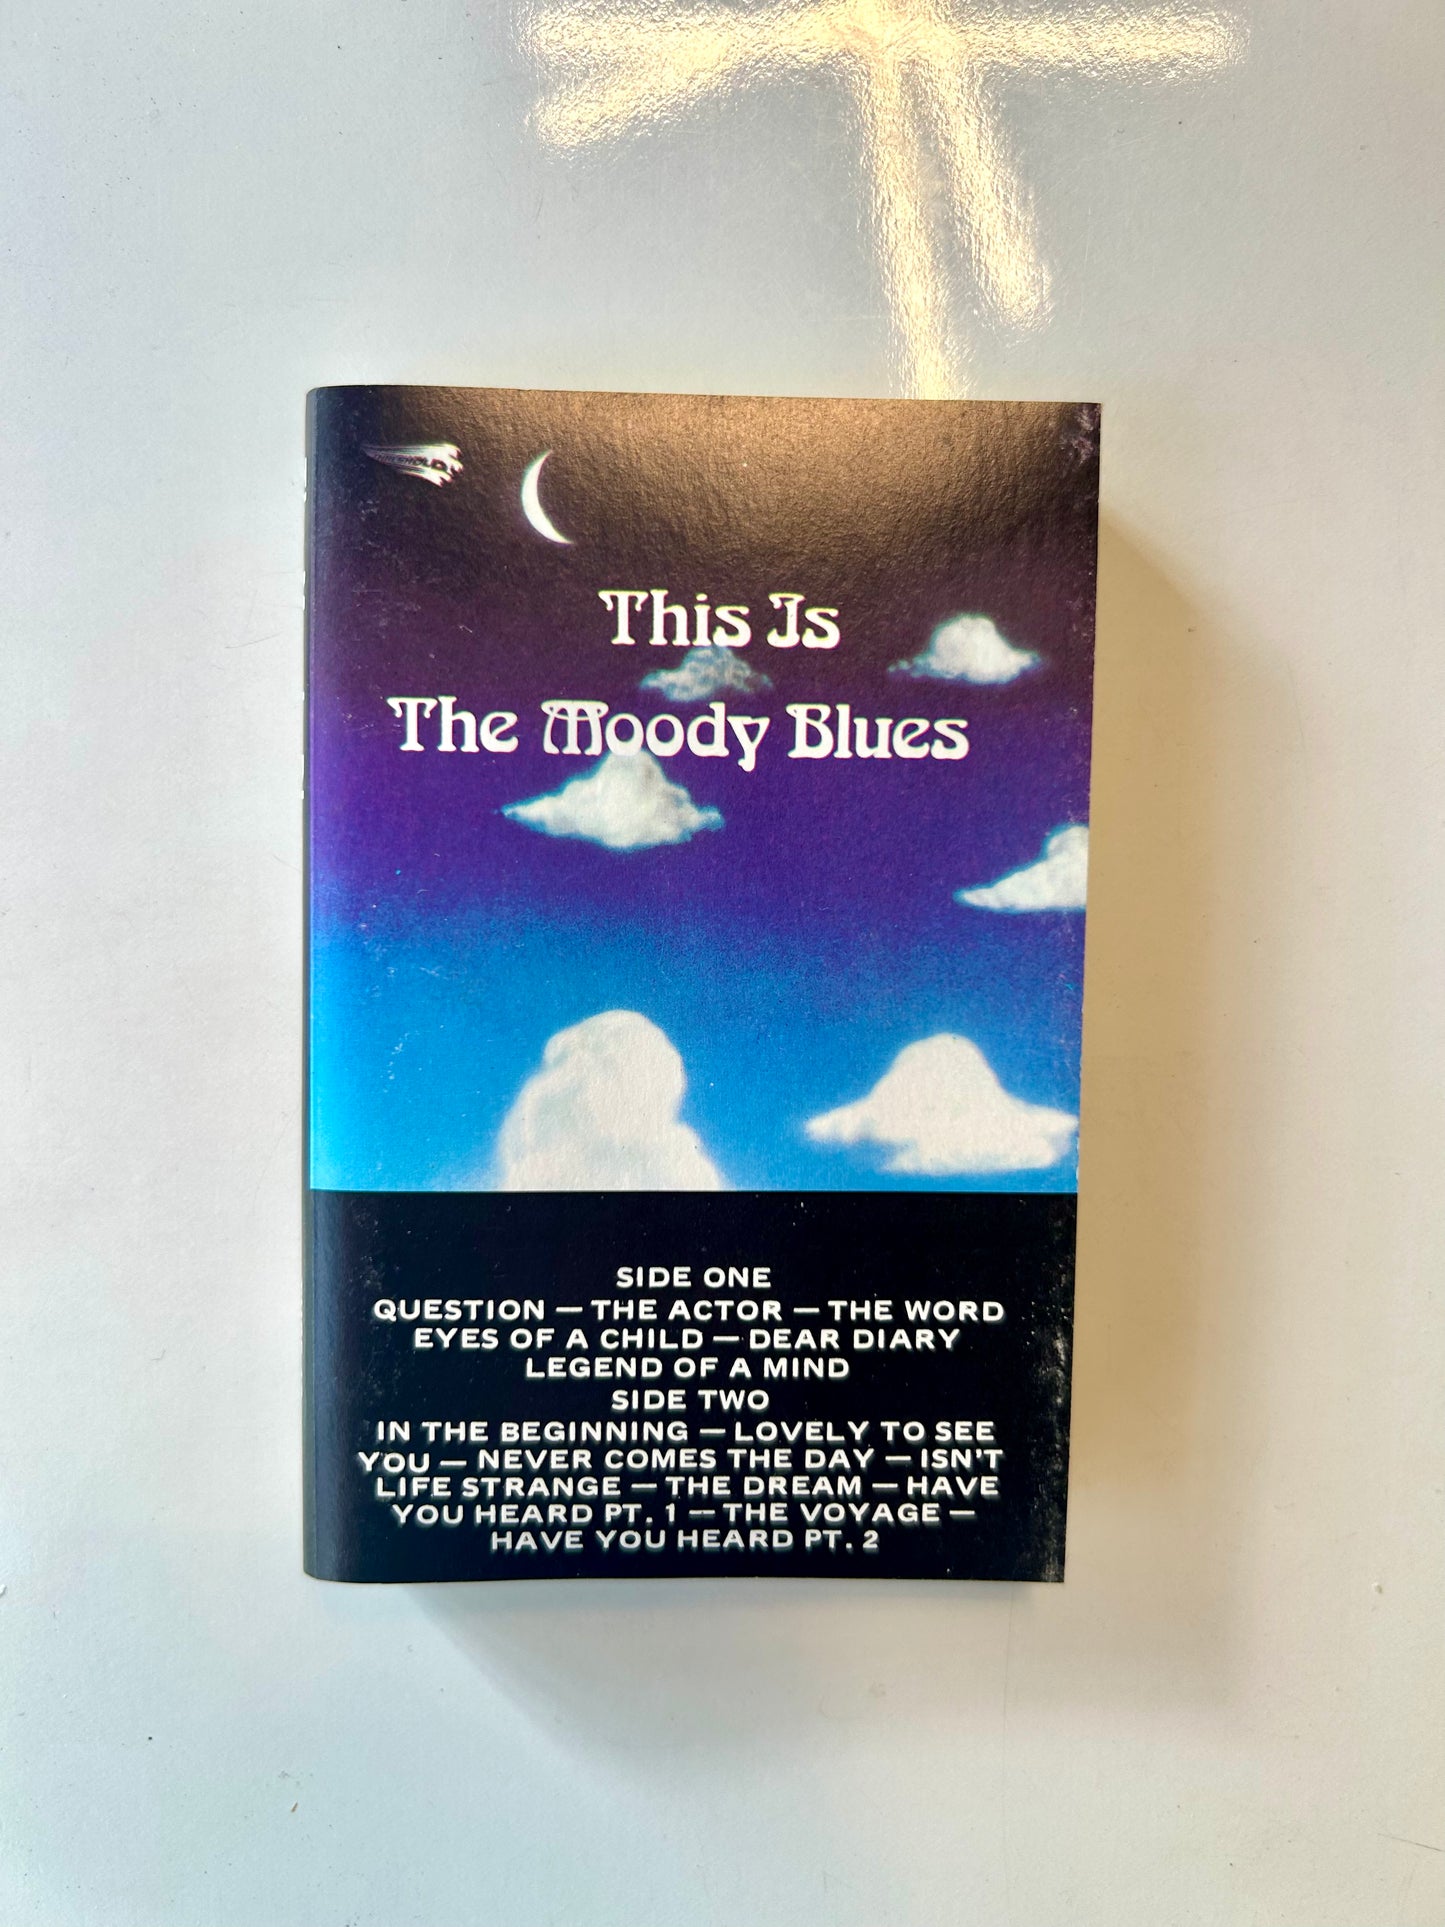 This Is
The Moody Blues
SIDE ONE
QUESTION — THE ACTOR — THE WORD
EYES OF A CHILD — DEAR DIARY
LEGEND OF A MIND
SIDE TWO
IN THE BEGINNING — LOVELY TO SEE
YOU — NEVER COMES THE DAY — ISN'T
LIFE STRANGE — THE DREAM — HAVE
YOU HEARD PT. 1 — THE VOYAGE —
HAVE YOU HEARD PT. 2